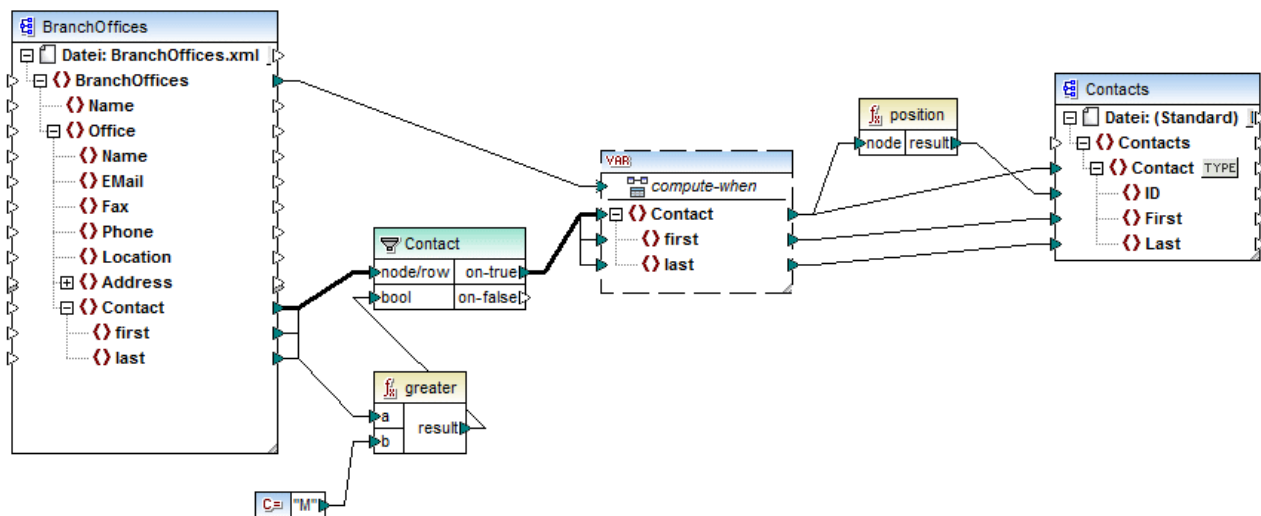 BranchOffices
Datei: BranchOffices.xml
BranchOffices
Name
Office
Name
EMail
Fax
Phone
Location
Address
Contact
first
last
Contact
node/row on-true
bool on-false
greater
a
b
result
C= "M"
VAR
compute-when
Contact
first
last
position
node result
Contacts
Datei: (Standard)
Contacts
Contact TYPE
ID
First
Last